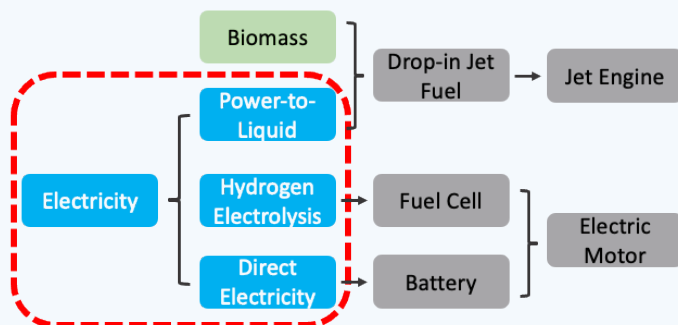 Biomass
Drop-in Jet
Fuel
Jet Engine
Power-to-
Liquid
Electricity
Hydrogen
Electrolysis
Fuel Cell
Electric
Motor
Direct
Electricity
Battery